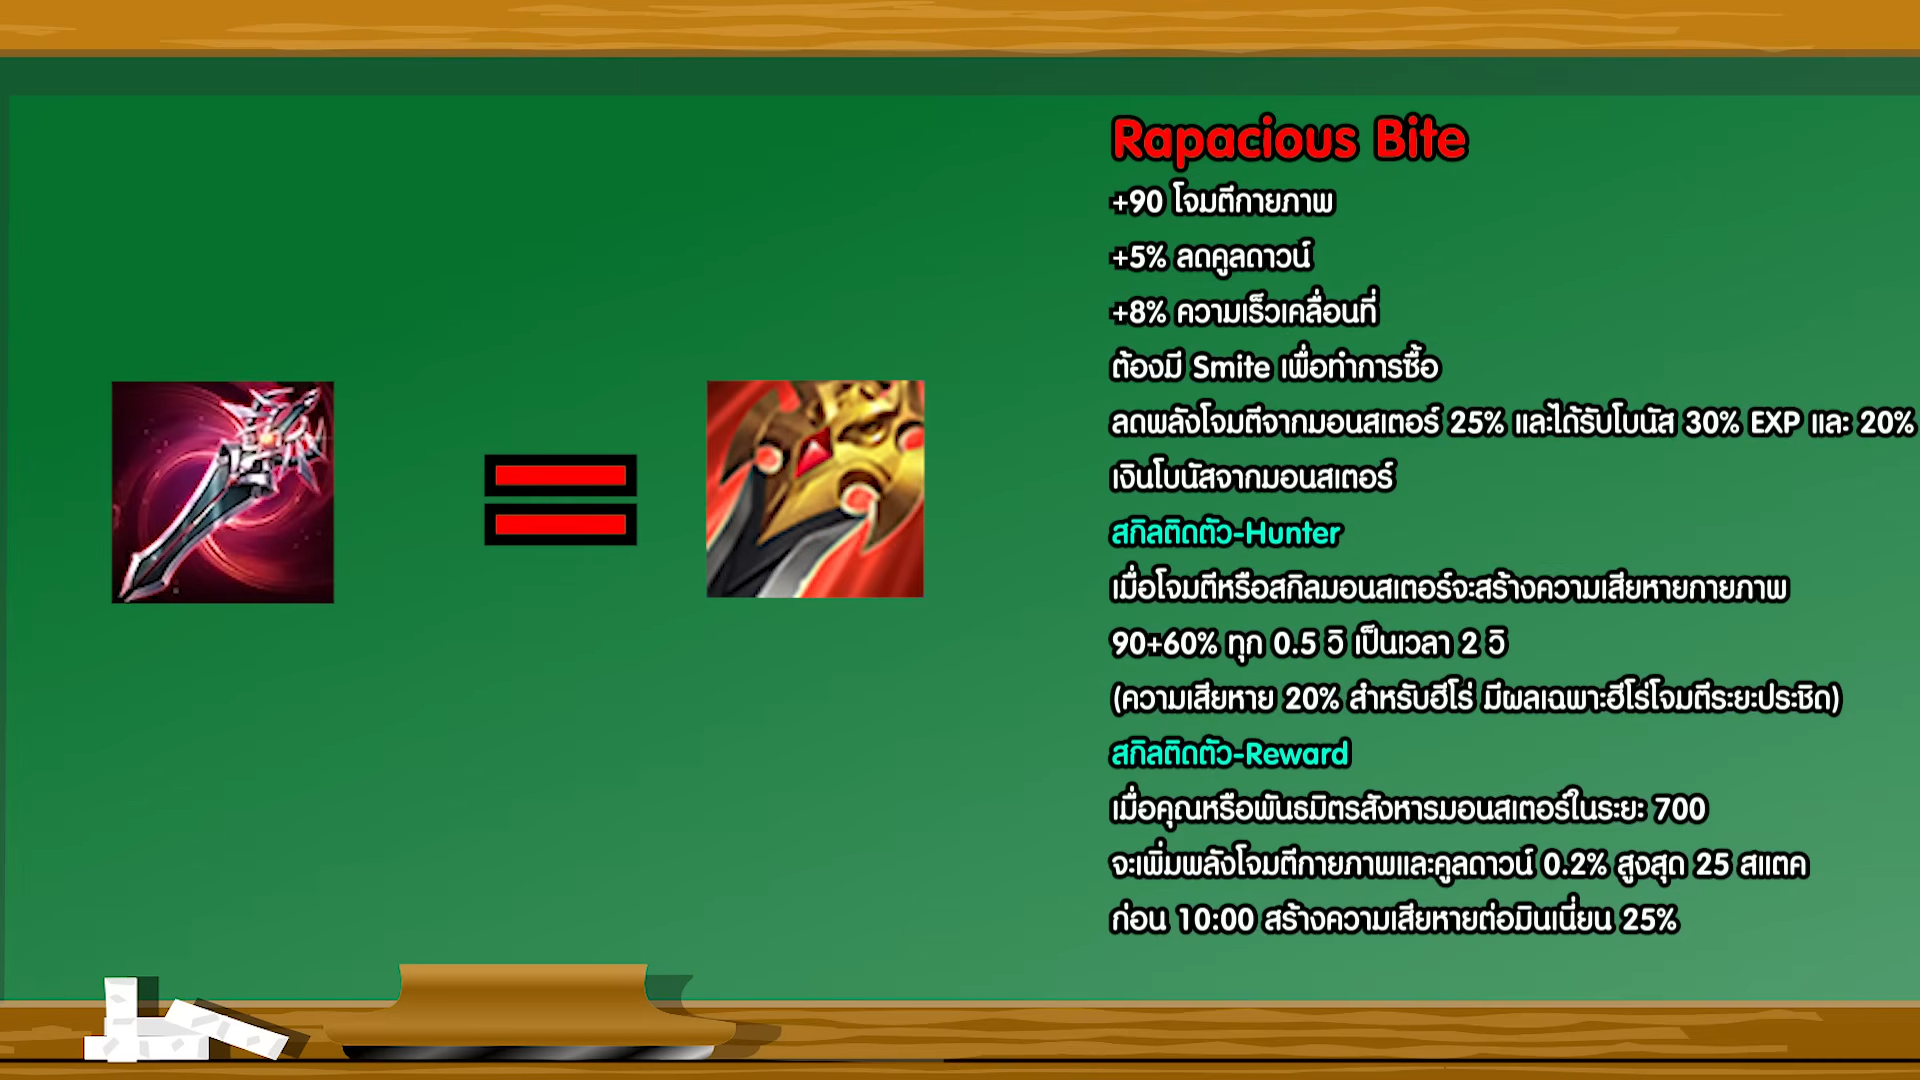 Rapacious Bite
+90 โจมตีกายภาพ
+5% ลดคูลดาวน์
+8% ความเร็วเคลื่อนที่
ต้องมี Smite เพื่อทำการซื้อ
ลดพลังโจมตีจากมอนสเตอร์ 25% และได้รับโบนัส 30% EXP และ 20%
เงินโบนัสจากมอนสเตอร์
สกิลติดตัว-Hunter
เมื่อโจมตีหรือสกิลมอนสเตอร์จะสร้างความเสียหายกายภาพ
90+60% ทุก 0.5 วิ เป็นเวลา 2 วิ
(ความเสียหาย 20% สำหรับฮีโร่ มีผลเฉพาะฮีโร่โจมตีระยะประชิด)
สกิลติดตัว-Reward
เมื่อคุณหรือพันธมิตรสังหารมอนสเตอร์ในระยะ 700
จะเพิ่มพลังโจมตีกายภาพและคูลดาวน์ 0.2% สูงสุด 25 สแตค
ก่อน 10:00 สร้างความเสียหายต่อมินเนี่ยน 25%